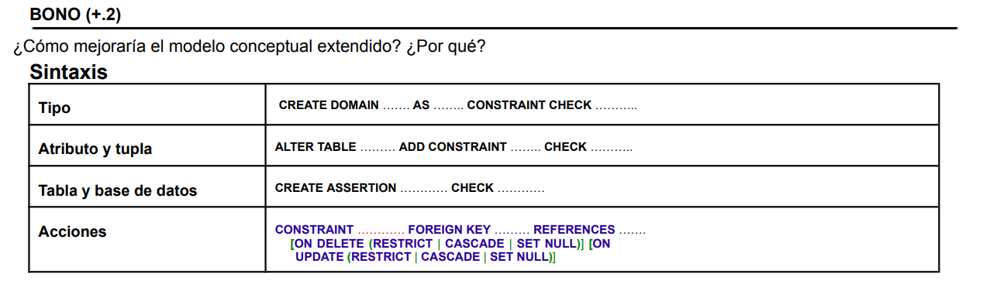 BONO (+.2)
¿Cómo mejoraría el modelo conceptual extendido? ¿Por qué?
Sintaxis
Tipo
CREATE DOMAIN ……. AS …….. CONSTRAINT CHECK ………..
Atributo y tupla
ALTER TABLE ……… ADD CONSTRAINT …….. CHECK ………..
Tabla y base de datos
CREATE ASSERTION ………… CHECK …………
Acciones
CONSTRAINT ………… FOREIGN KEY ……… REFERENCES …….
[ON DELETE (RESTRICT | CASCADE | SET NULL)] [ON
UPDATE (RESTRICT | CASCADE | SET NULL)]